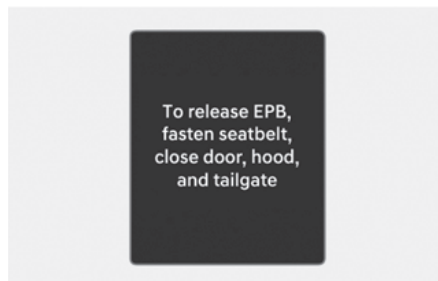 To release EPB,
fasten seatbelt,
close door, hood,
and tailgate